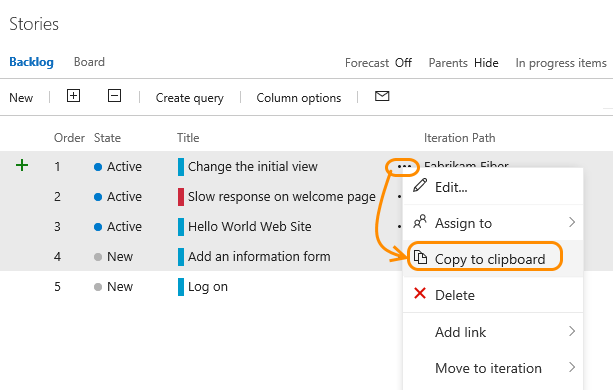 Stories
Backlog Board Forecast Off Parents Hide In progress items
New Create query Column options
Order State Title Iteration Path
1 Active Change the initial view ••• Fabrikam Fiber
2 Active Slow response on welcome page
3 Active Hello World Web Site
4 New Add an information form
5 New Log on
Edit...
Assign to
Copy to clipboard
Delete
Add link
Move to iteration